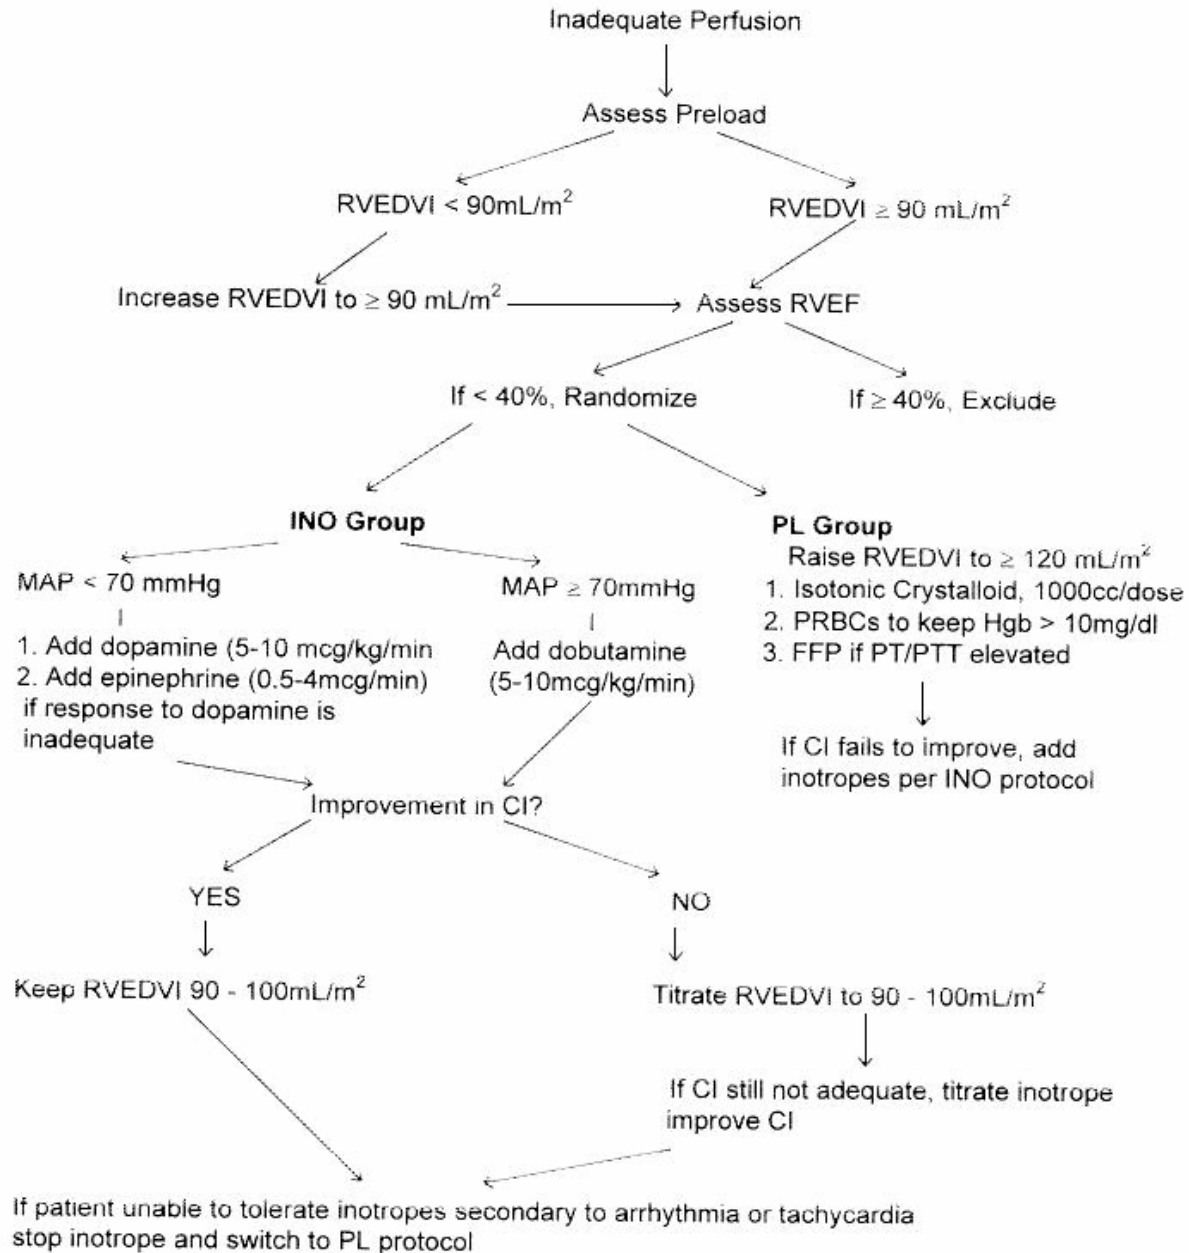 Inadequate Perfusion
Assess Preload
RVEDVI < 90mL/m²
RVEDVI ≥ 90 mL/m²
Increase RVEDVI to ≥ 90 mL/m²
Assess RVEF
If < 40%, Randomize
If ≥ 40%, Exclude
INO Group
MAP < 70 mmHg
1. Add dopamine (5-10 mcg/kg/min
2. Add epinephrine (0.5-4mcg/min)
if response to dopamine is
inadequate
MAP ≥ 70mmHg
Add dobutamine
(5-10mcg/kg/min)
PL Group
Raise RVEDVI to ≥ 120 mL/m²
1. Isotonic Crystalloid, 1000cc/dose
2. PRBCs to keep Hgb > 10mg/dl
3. FFP if PT/PTT elevated
If CI fails to improve, add
inotropes per INO protocol
Improvement in CI?
YES
Keep RVEDVI 90 - 100mL/m²
NO
Titrate RVEDVI to 90 - 100mL/m²
If CI still not adequate, titrate inotrope
improve CI
If patient unable to tolerate inotropes secondary to arrhythmia or tachycardia
stop inotrope and switch to PL protocol